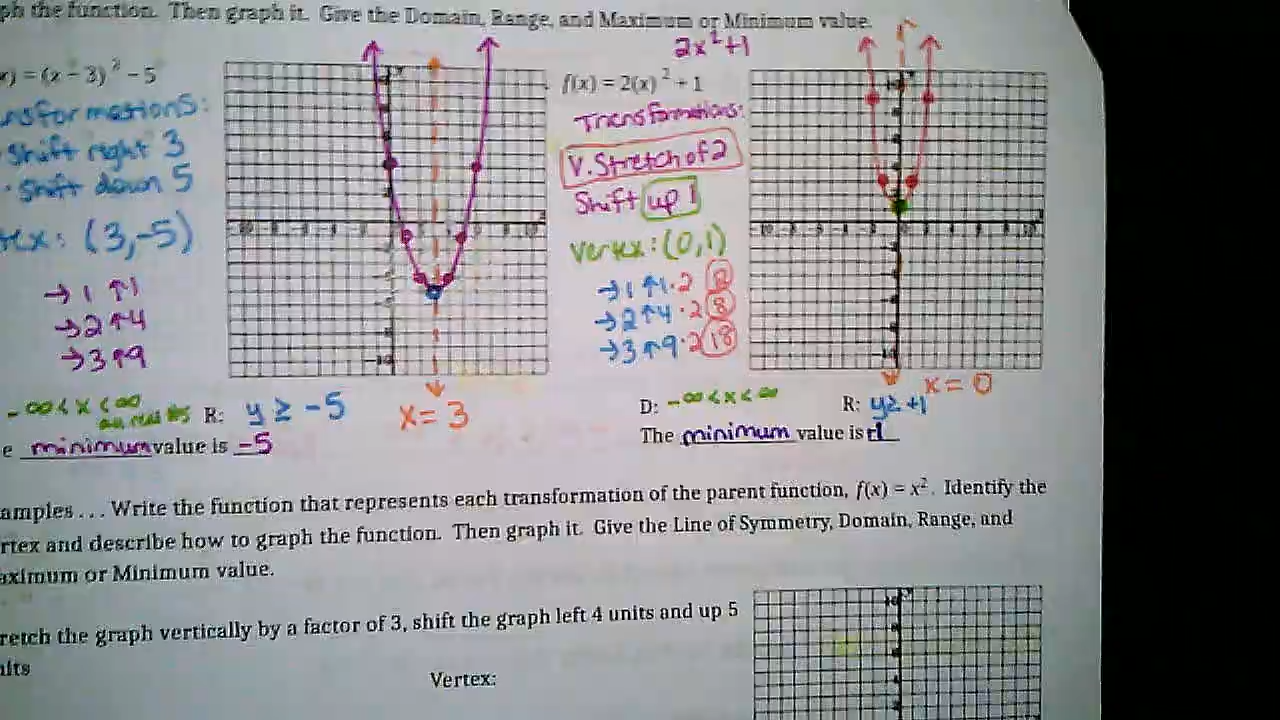 ph the function. Then graph it. Give the Domain, Range, and Maximum or Minimum value.
x) = (x - 3)² - 5
nsformations:
Shift right 3
· Shift down 5
tex: (3,-5)
→1 ↑1
→2 ↑4
→3 ↑9
-∞ < x < ∞
all real #s
R: y ≥ -5
x = 3
e minimum value is -5
2x²+1
f(x) = 2(x)² + 1
Transformations:
V. Stretch of 2
Shift up 1
Vertex: (0,1)
→1 ↑1·2 2
→2 ↑4·2 8
→3 ↑9·2 18
x = 0
D: -∞ < x < ∞ R: y≥ +1
The minimum value is +1
amples . . . Write the function that represents each transformation of the parent function, f(x) = x². Identify the
rtex and describe how to graph the function. Then graph it. Give the Line of Symmetry, Domain, Range, and
aximum or Minimum value.
retch the graph vertically by a factor of 3, shift the graph left 4 units and up 5
nits
Vertex: